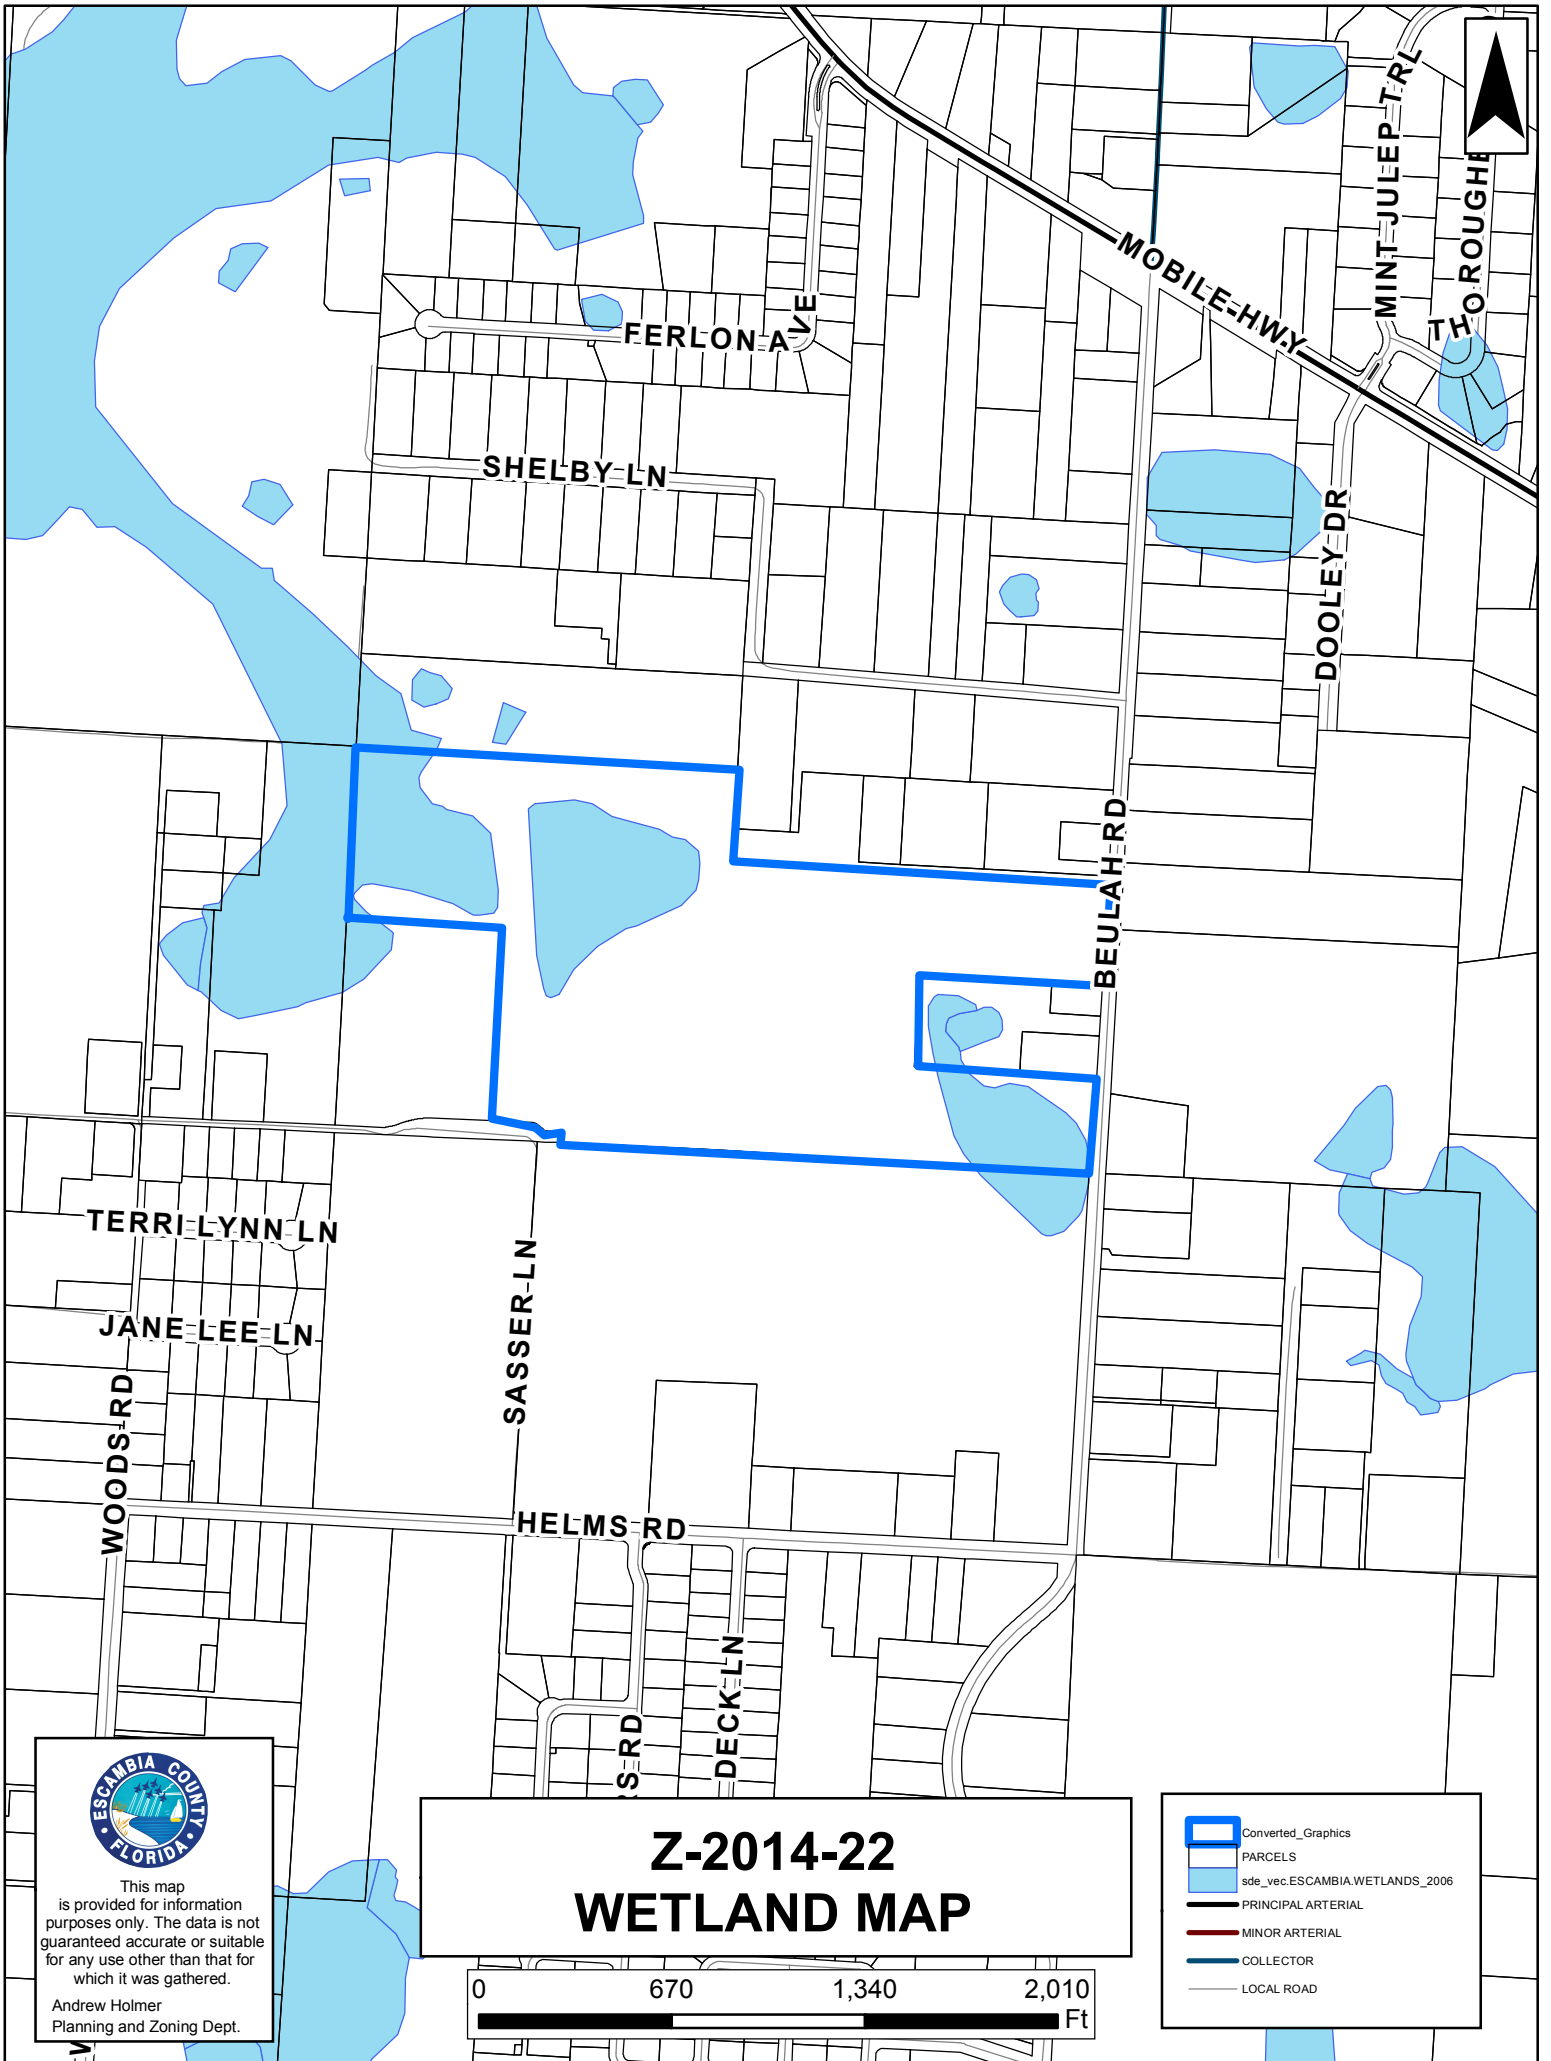 MINT JULEP TRL
THOROUGHB
MOBILE HWY
FERLON AVE
SHELBY LN
DOOLEY DR
BEULAH RD
TERRI LYNN LN
JANE LEE LN
SASSER LN
WOODS RD
HELMS RD
DECK LN
RS RD
ESCAMBIA COUNTY
FLORIDA
This map
is provided for information
purposes only. The data is not
guaranteed accurate or suitable
for any use other than that for
which it was gathered.
Andrew Holmer
Planning and Zoning Dept.
Z-2014-22
WETLAND MAP
0 670 1,340 2,010
Ft
Converted_Graphics
PARCELS
sde_vec.ESCAMBIA.WETLANDS_2006
PRINCIPAL ARTERIAL
MINOR ARTERIAL
COLLECTOR
LOCAL ROAD